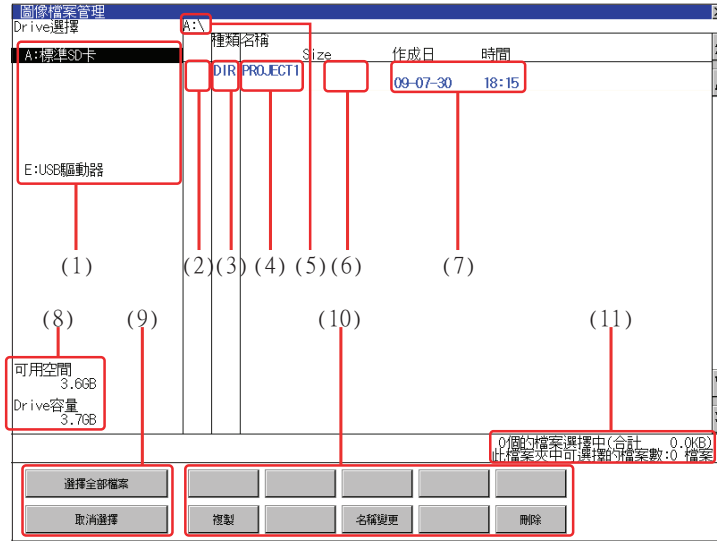 圖像檔案管理
Drive選擇
A:\
種類
名稱
Size
作成日
時間
A:標準SD卡
DIR
PROJECT1
09-07-30
18:15
E:USB驅動器
(1)
(2)
(3)
(4)
(5)
(6)
(7)
(8)
(9)
(10)
(11)
可用空間
3.6GB
Drive容量
3.7GB
0個的檔案選擇中(合計 0.0KB)
此檔案夾中可選擇的檔案數:0 檔案
選擇全部檔案
取消選擇
複製
名稱變更
刪除